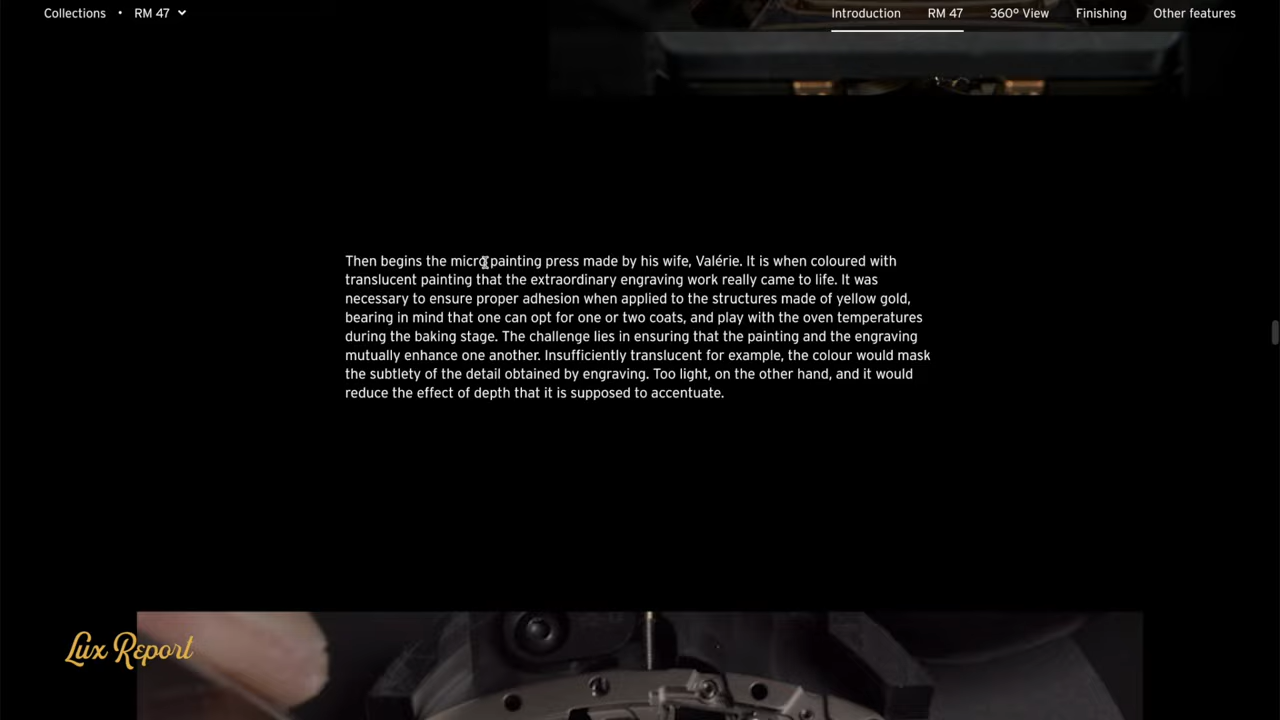 Collections • RM 47
Introduction RM 47 360° View Finishing Other features
Then begins the micro painting press made by his wife, Valérie. It is when coloured with
translucent painting that the extraordinary engraving work really came to life. It was
necessary to ensure proper adhesion when applied to the structures made of yellow gold,
bearing in mind that one can opt for one or two coats, and play with the oven temperatures
during the baking stage. The challenge lies in ensuring that the painting and the engraving
mutually enhance one another. Insufficiently translucent for example, the colour would mask
the subtlety of the detail obtained by engraving. Too light, on the other hand, and it would
reduce the effect of depth that it is supposed to accentuate.
Lux Report